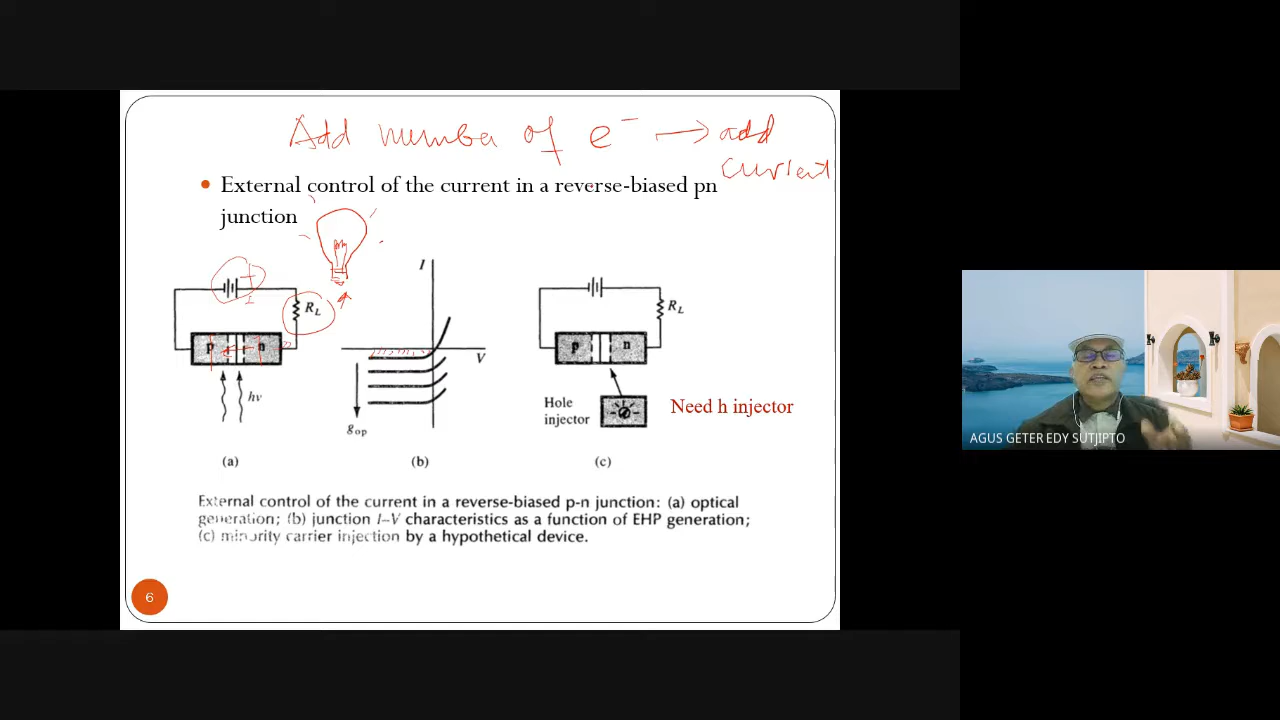 Add number of e⁻ → add
current
• External control of the current in a reverse-biased pn
junction
I
R_L
p n
hν
V
g_op
R_L
p n
Hole
injector
Need h injector
(a) (b) (c)
External control of the current in a reverse-biased p-n junction: (a) optical
generation; (b) junction I–V characteristics as a function of EHP generation;
(c) minority carrier injection by a hypothetical device.
6
AGUS GETER EDY SUTJIPTO